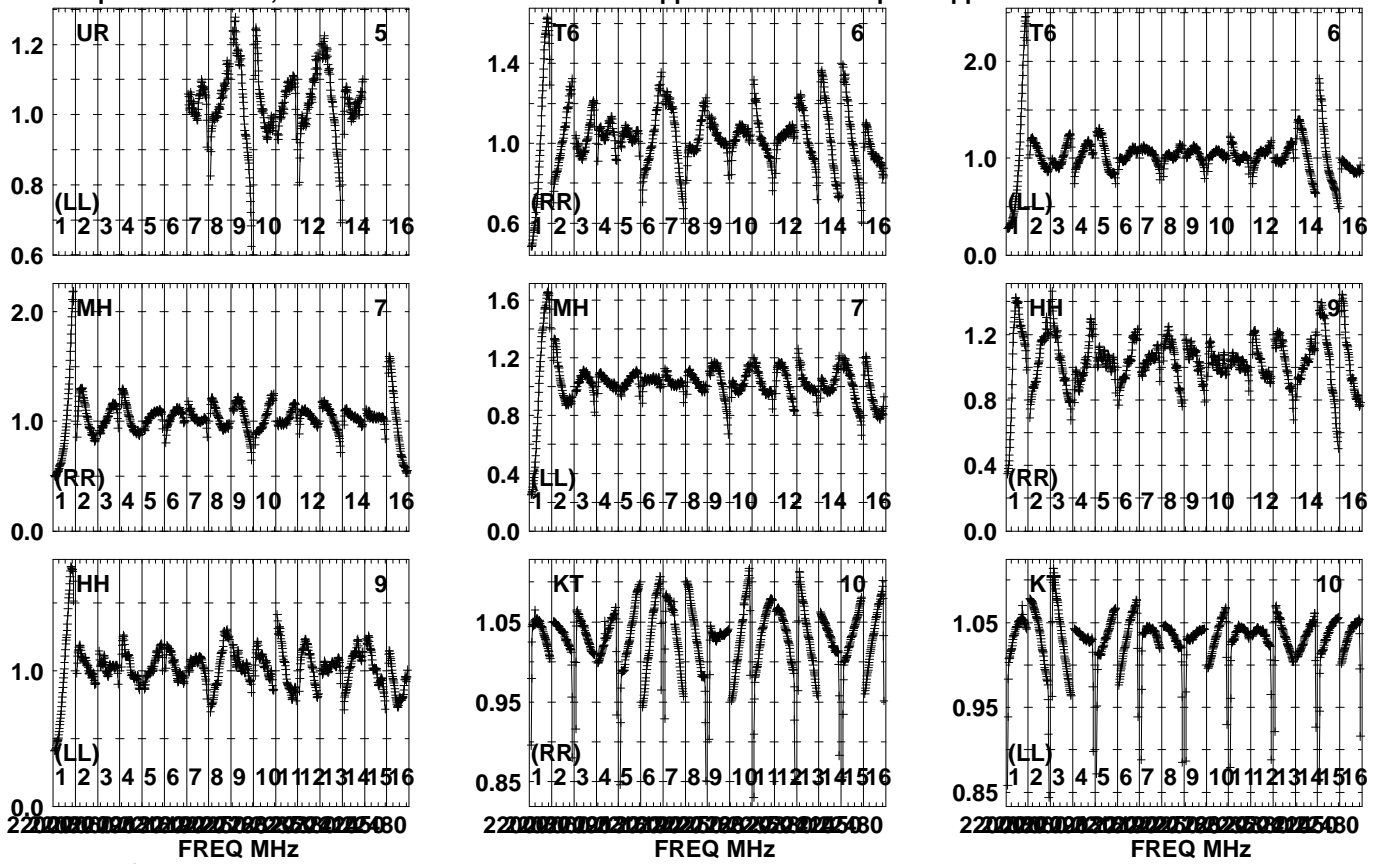 UR 5
1.2
1.0
0.8
(LL)
1 2 3 4 5 6 7 8 9 10 12 14 16
0.6
T6 6
1.4
1.0
(RR)
0.6
1 2 3 4 5 6 7 8 9 10 12 14 16
T6 6
2.0
1.0
(LL)
1 2 3 4 5 6 7 8 9 10 12 14 16
0.0
MH 7
2.0
1.0
(RR)
1 2 3 4 5 6 7 8 9 10 12 14 16
0.0
MH 7
1.6
1.2
0.8
0.4
(LL)
1 2 3 4 5 6 7 8 9 10 12 14 16
0.0
HH 9
1.2
0.8
0.4
(RR)
1 2 3 4 5 6 7 8 9 10 12 14 16
0.0
HH 9
1.0
(LL)
1 2 3 4 5 6 7 8 9 10 11 12 13 14 15 16
0.0
FREQ MHz
KT 10
1.05
0.95
(RR)
0.85
1 2 3 4 5 6 7 8 9 10 11 12 13 14 15 16
FREQ MHz
KT 10
1.05
0.95
(LL)
0.85
1 2 3 4 5 6 7 8 9 10 11 12 13 14 15 16
FREQ MHz